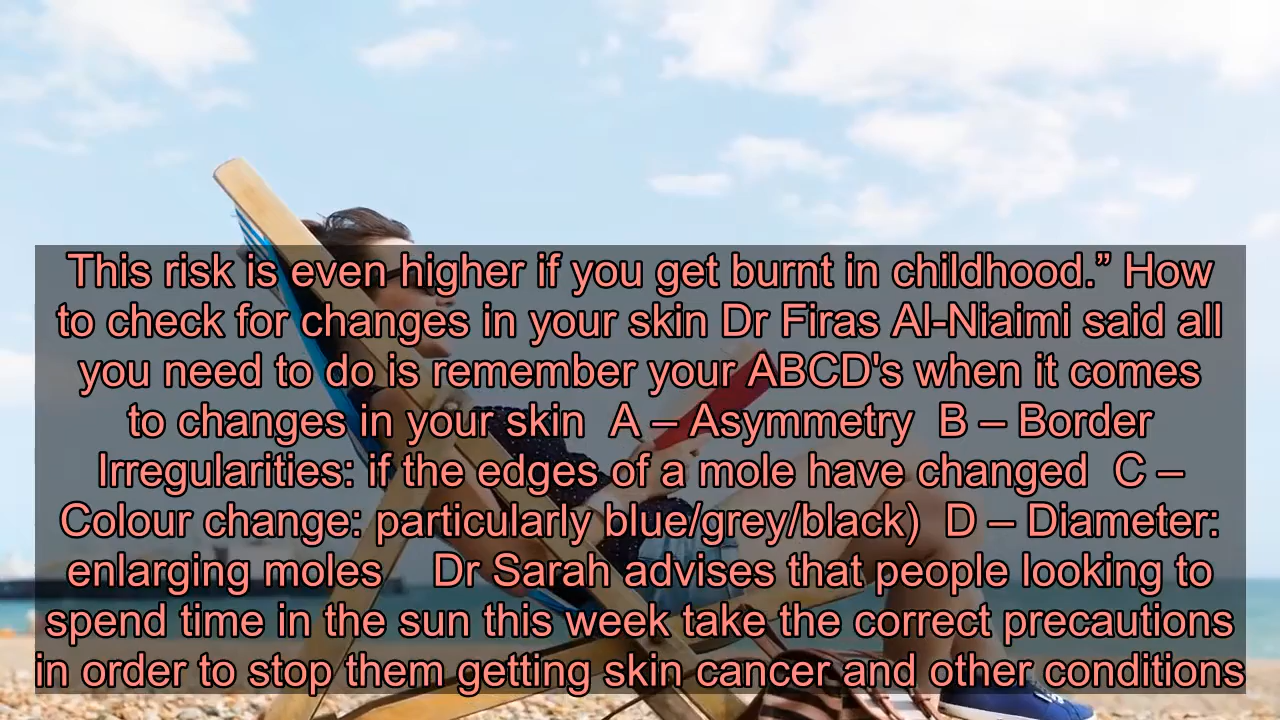 This risk is even higher if you get burnt in childhood.” How
to check for changes in your skin Dr Firas Al-Niaimi said all
you need to do is remember your ABCD's when it comes
to changes in your skin  A – Asymmetry  B – Border
Irregularities: if the edges of a mole have changed  C –
Colour change: particularly blue/grey/black)  D – Diameter:
enlarging moles    Dr Sarah advises that people looking to
spend time in the sun this week take the correct precautions
in order to stop them getting skin cancer and other conditions